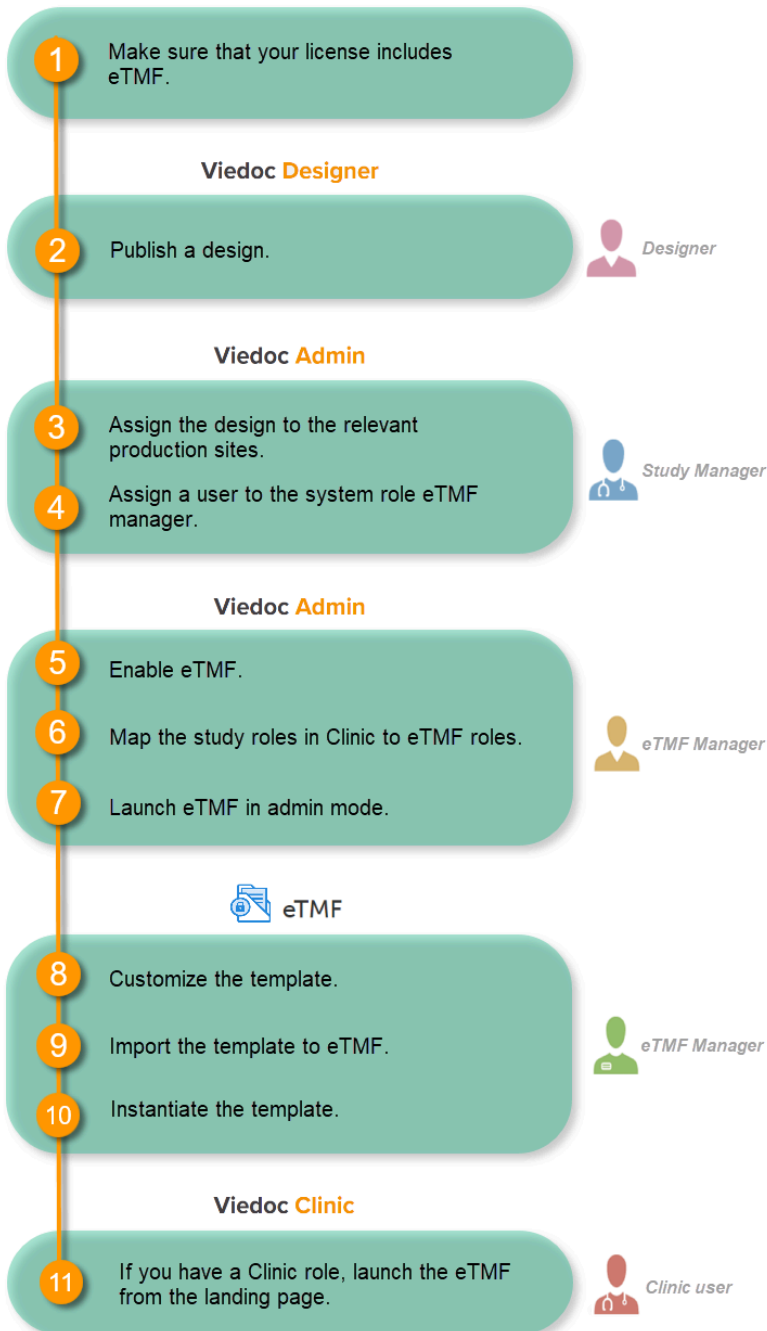 1
Make sure that your license includes
eTMF.
Viedoc Designer
2
Publish a design.
Designer
Viedoc Admin
3
Assign the design to the relevant
production sites.
4
Assign a user to the system role eTMF
manager.
Study Manager
Viedoc Admin
5
Enable eTMF.
6
Map the study roles in Clinic to eTMF roles.
7
Launch eTMF in admin mode.
eTMF Manager
eTMF
8
Customize the template.
9
Import the template to eTMF.
10
Instantiate the template.
eTMF Manager
Viedoc Clinic
11
If you have a Clinic role, launch the eTMF
from the landing page.
Clinic user